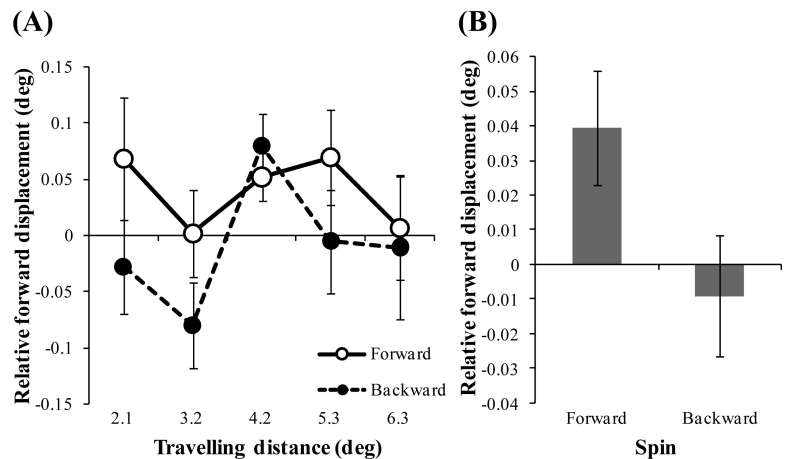 (A)
Relative forward displacement (deg)
0.15
0.1
0.05
0
-0.05
-0.1
-0.15
2.1 3.2 4.2 5.3 6.3
Travelling distance (deg)
Forward
Backward
(B)
Relative forward displacement (deg)
0.06
0.05
0.04
0.03
0.02
0.01
0
-0.01
-0.02
-0.03
-0.04
Forward Backward
Spin